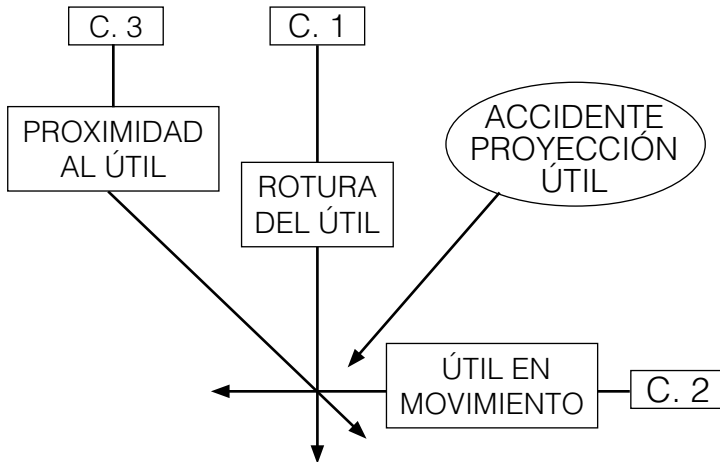 C. 3
C. 1
PROXIMIDAD
AL ÚTIL
ROTURA
DEL ÚTIL
ACCIDENTE
PROYECCIÓN
ÚTIL
ÚTIL EN
MOVIMIENTO
C. 2